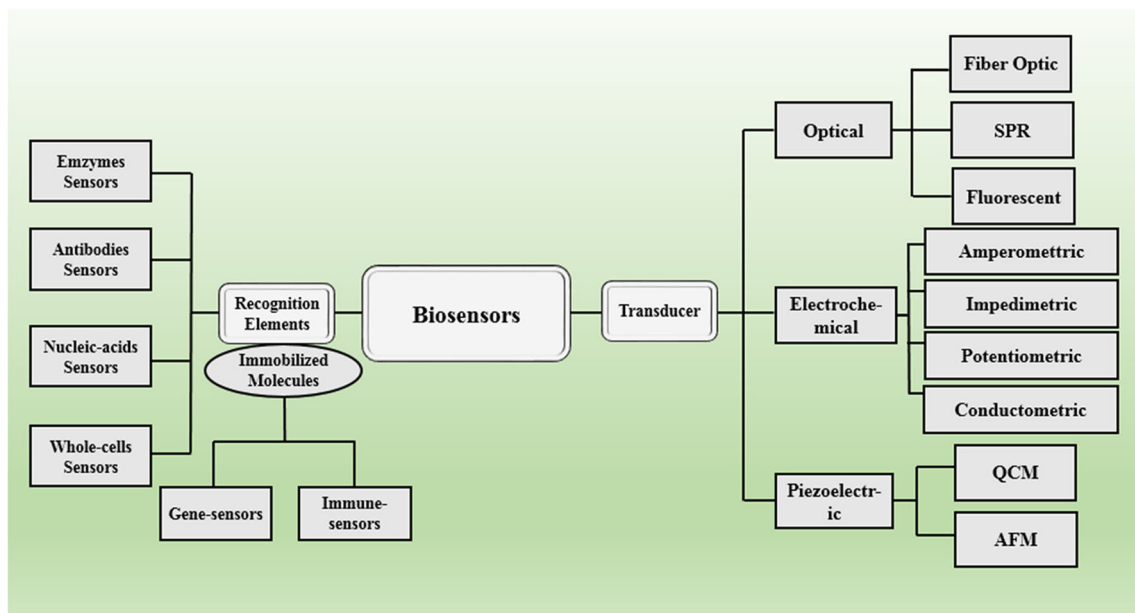 Emzymes
Sensors
Antibodies
Sensors
Nucleic-acids
Sensors
Whole-cells
Sensors
Recognition
Elements
Immobilized
Molecules
Gene-sensors
Immune-
sensors
Biosensors
Transducer
Optical
Fiber Optic
SPR
Fluorescent
Electroche-
mical
Amperomettric
Impedimetric
Potentiometric
Conductometric
Piezoelectr-
ic
QCM
AFM